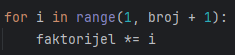 for i in range(1, broj + 1):
    faktorijel *= i